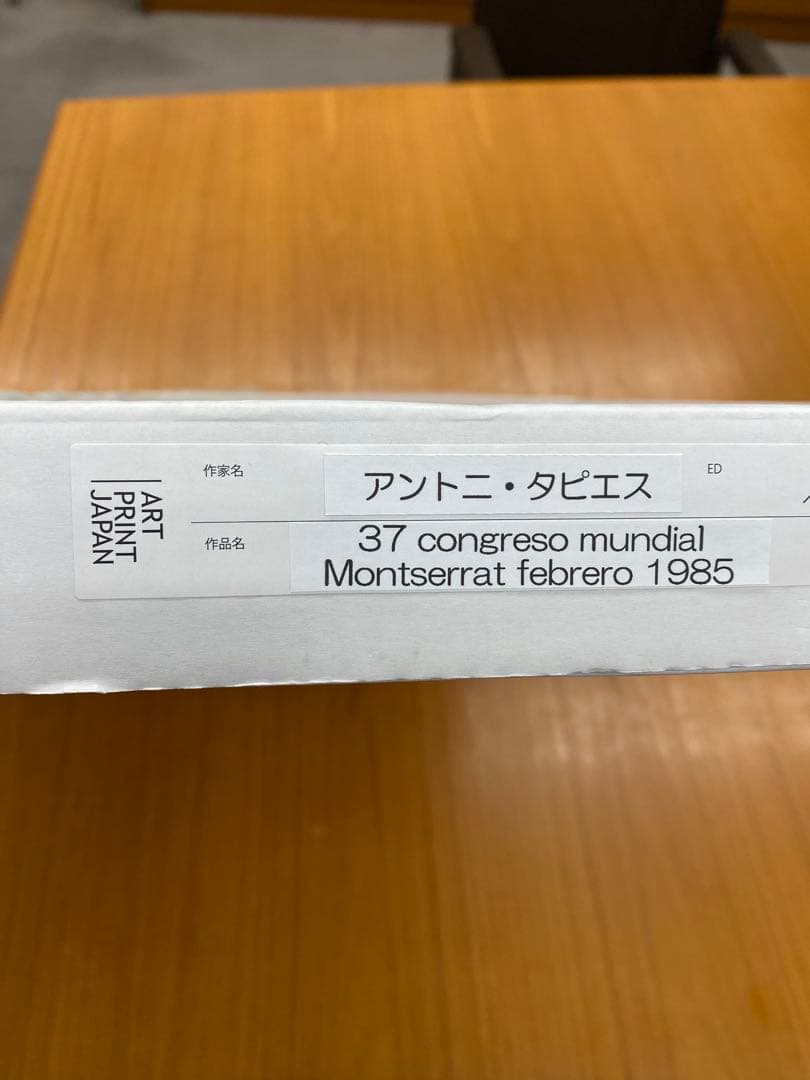 ART
PRINT
JAPAN
作家名
アントニ・タピエス
ED
作品名
37 congreso mundial
Montserrat febrero 1985